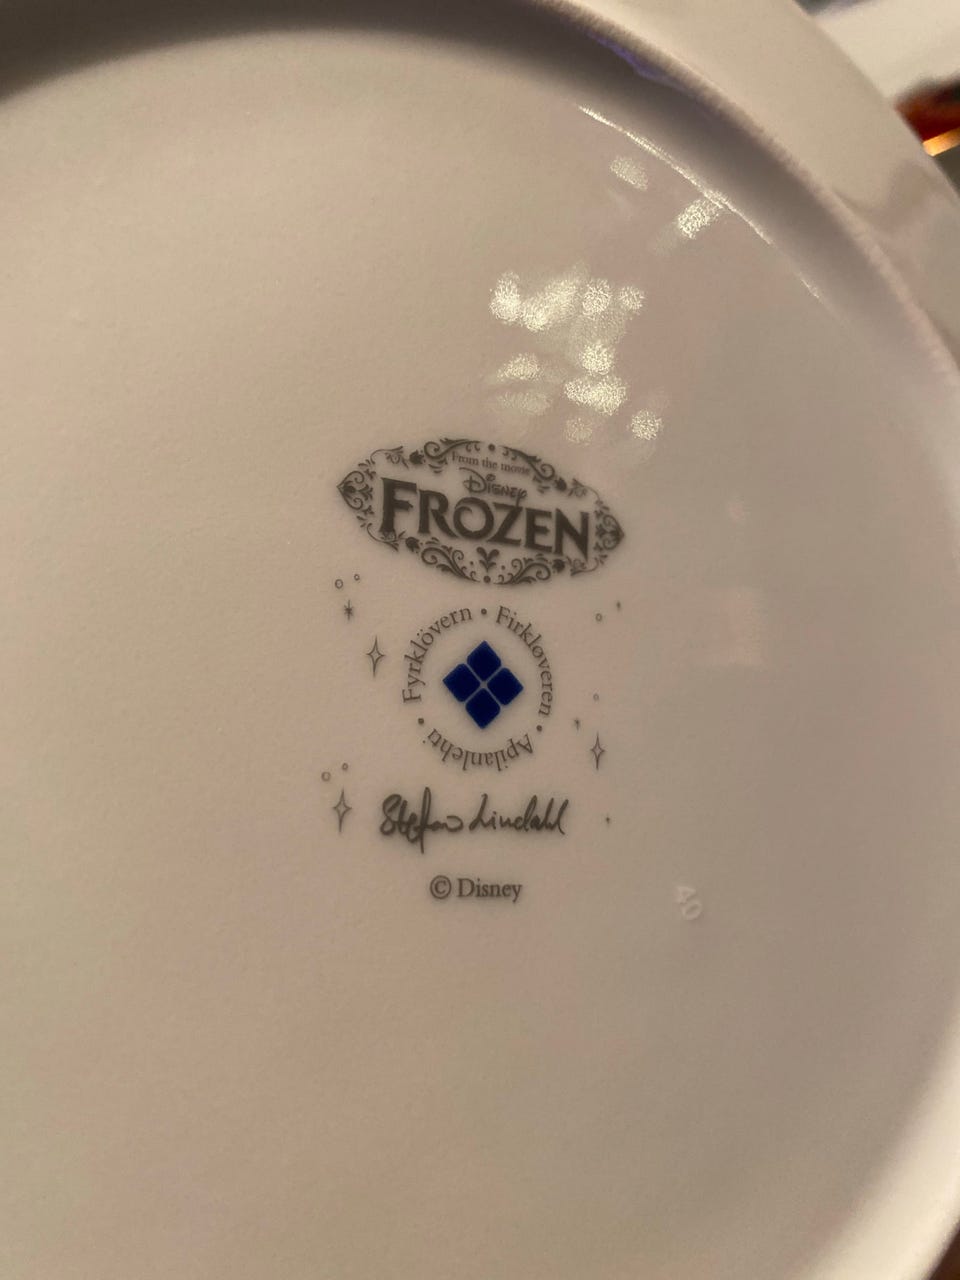 From the movie
Disney
FROZEN
Fyrklövern • Firkløveren • Apilanlehti •
Stefan Lindahl
© Disney
40